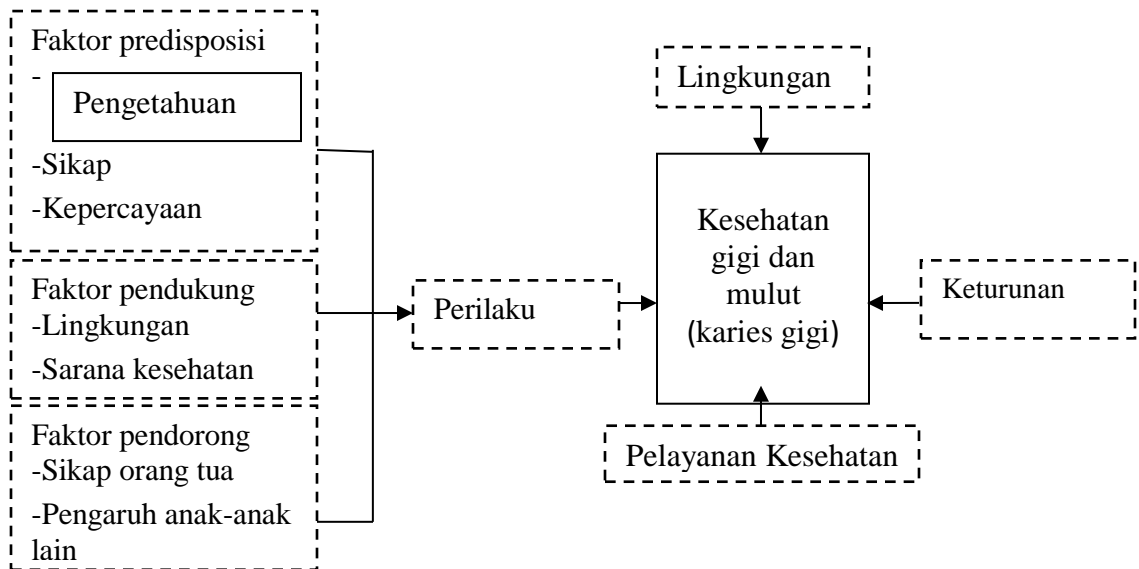 Faktor predisposisi
-
Pengetahuan
-Sikap
-Kepercayaan
Faktor pendukung
-Lingkungan
-Sarana kesehatan
Faktor pendorong
-Sikap orang tua
-Pengaruh anak-anak
lain
Perilaku
Lingkungan
Kesehatan
gigi dan
mulut
(karies gigi)
Keturunan
Pelayanan Kesehatan